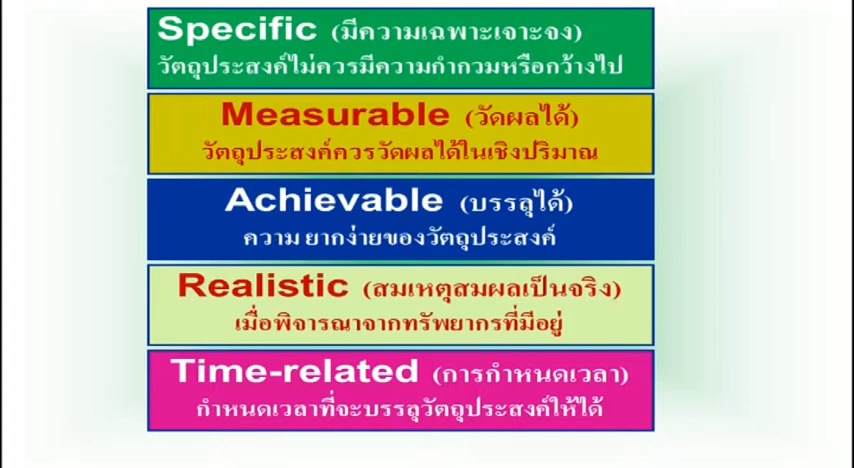 Specific (มีความเฉพาะเจาะจง)
วัตถุประสงค์ไม่ควรมีความกำกวมหรือกว้างไป
Measurable (วัดผลได้)
วัตถุประสงค์ควรวัดผลได้ในเชิงปริมาณ
Achievable (บรรลุได้)
ความ ยากง่ายของวัตถุประสงค์
Realistic (สมเหตุสมผลเป็นจริง)
เมื่อพิจารณาจากทรัพยากรที่มีอยู่
Time-related (การกำหนดเวลา)
กำหนดเวลาที่จะบรรลุวัตถุประสงค์ให้ได้